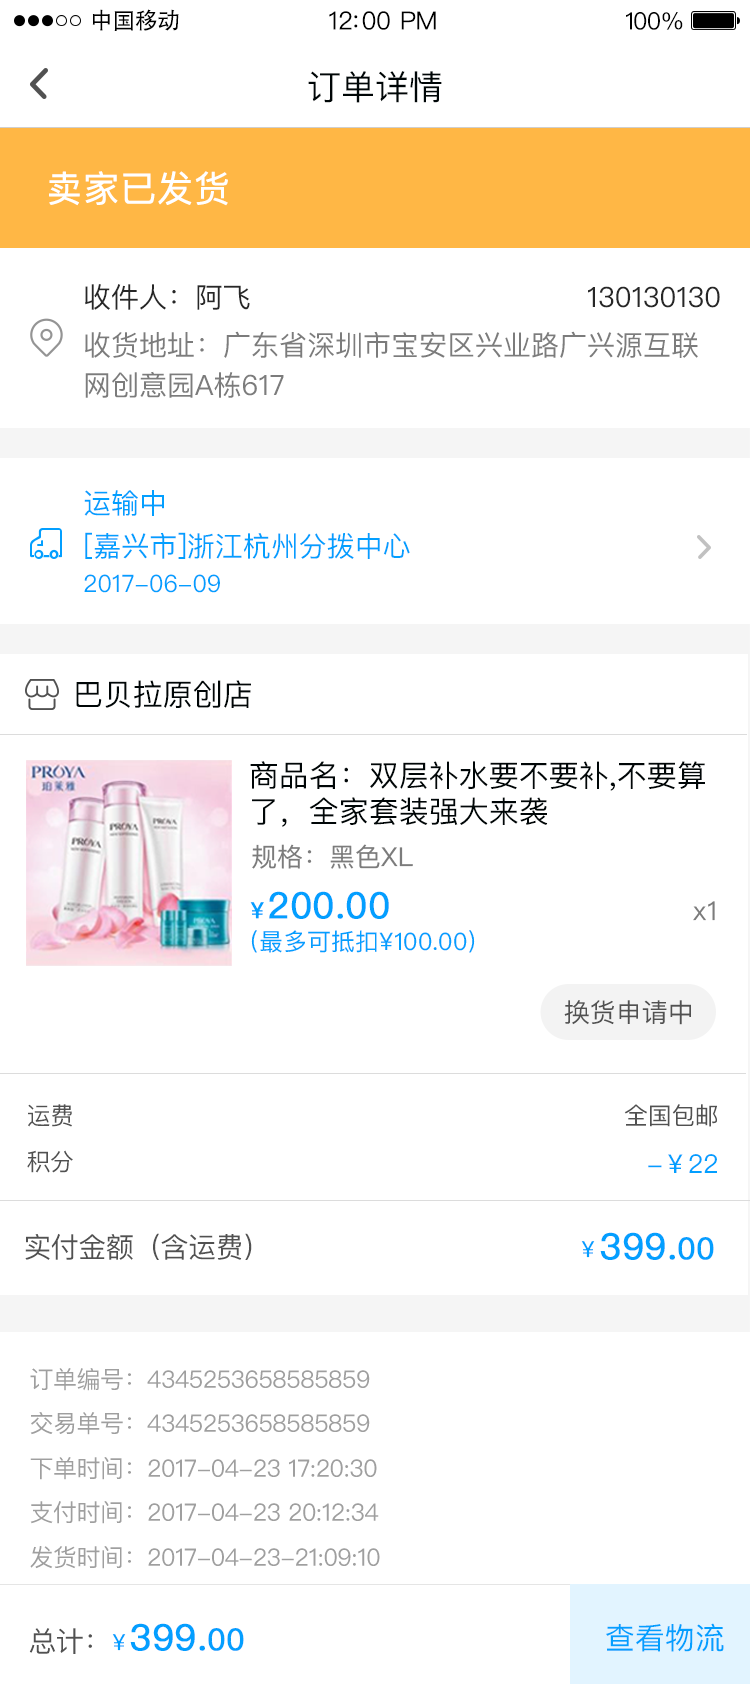 中国移动 12:00 PM 100%
订单详情
卖家已发货
收件人：阿飞 130130130
收货地址：广东省深圳市宝安区兴业路广兴源互联
网创意园A栋617
运输中
[嘉兴市]浙江杭州分拨中心
2017-06-09
巴贝拉原创店
PROYA
珀莱雅
PROYA
PROYA
PROYA
PROYA
商品名：双层补水要不要补,不要算
了，全家套装强大来袭
规格：黑色XL
¥200.00 x1
(最多可抵扣¥100.00)
换货申请中
运费 全国包邮
积分 -¥22
实付金额（含运费） ¥399.00
订单编号：4345253658585859
交易单号：4345253658585859
下单时间：2017-04-23 17:20:30
支付时间：2017-04-23 20:12:34
发货时间：2017-04-23-21:09:10
总计：¥399.00 查看物流